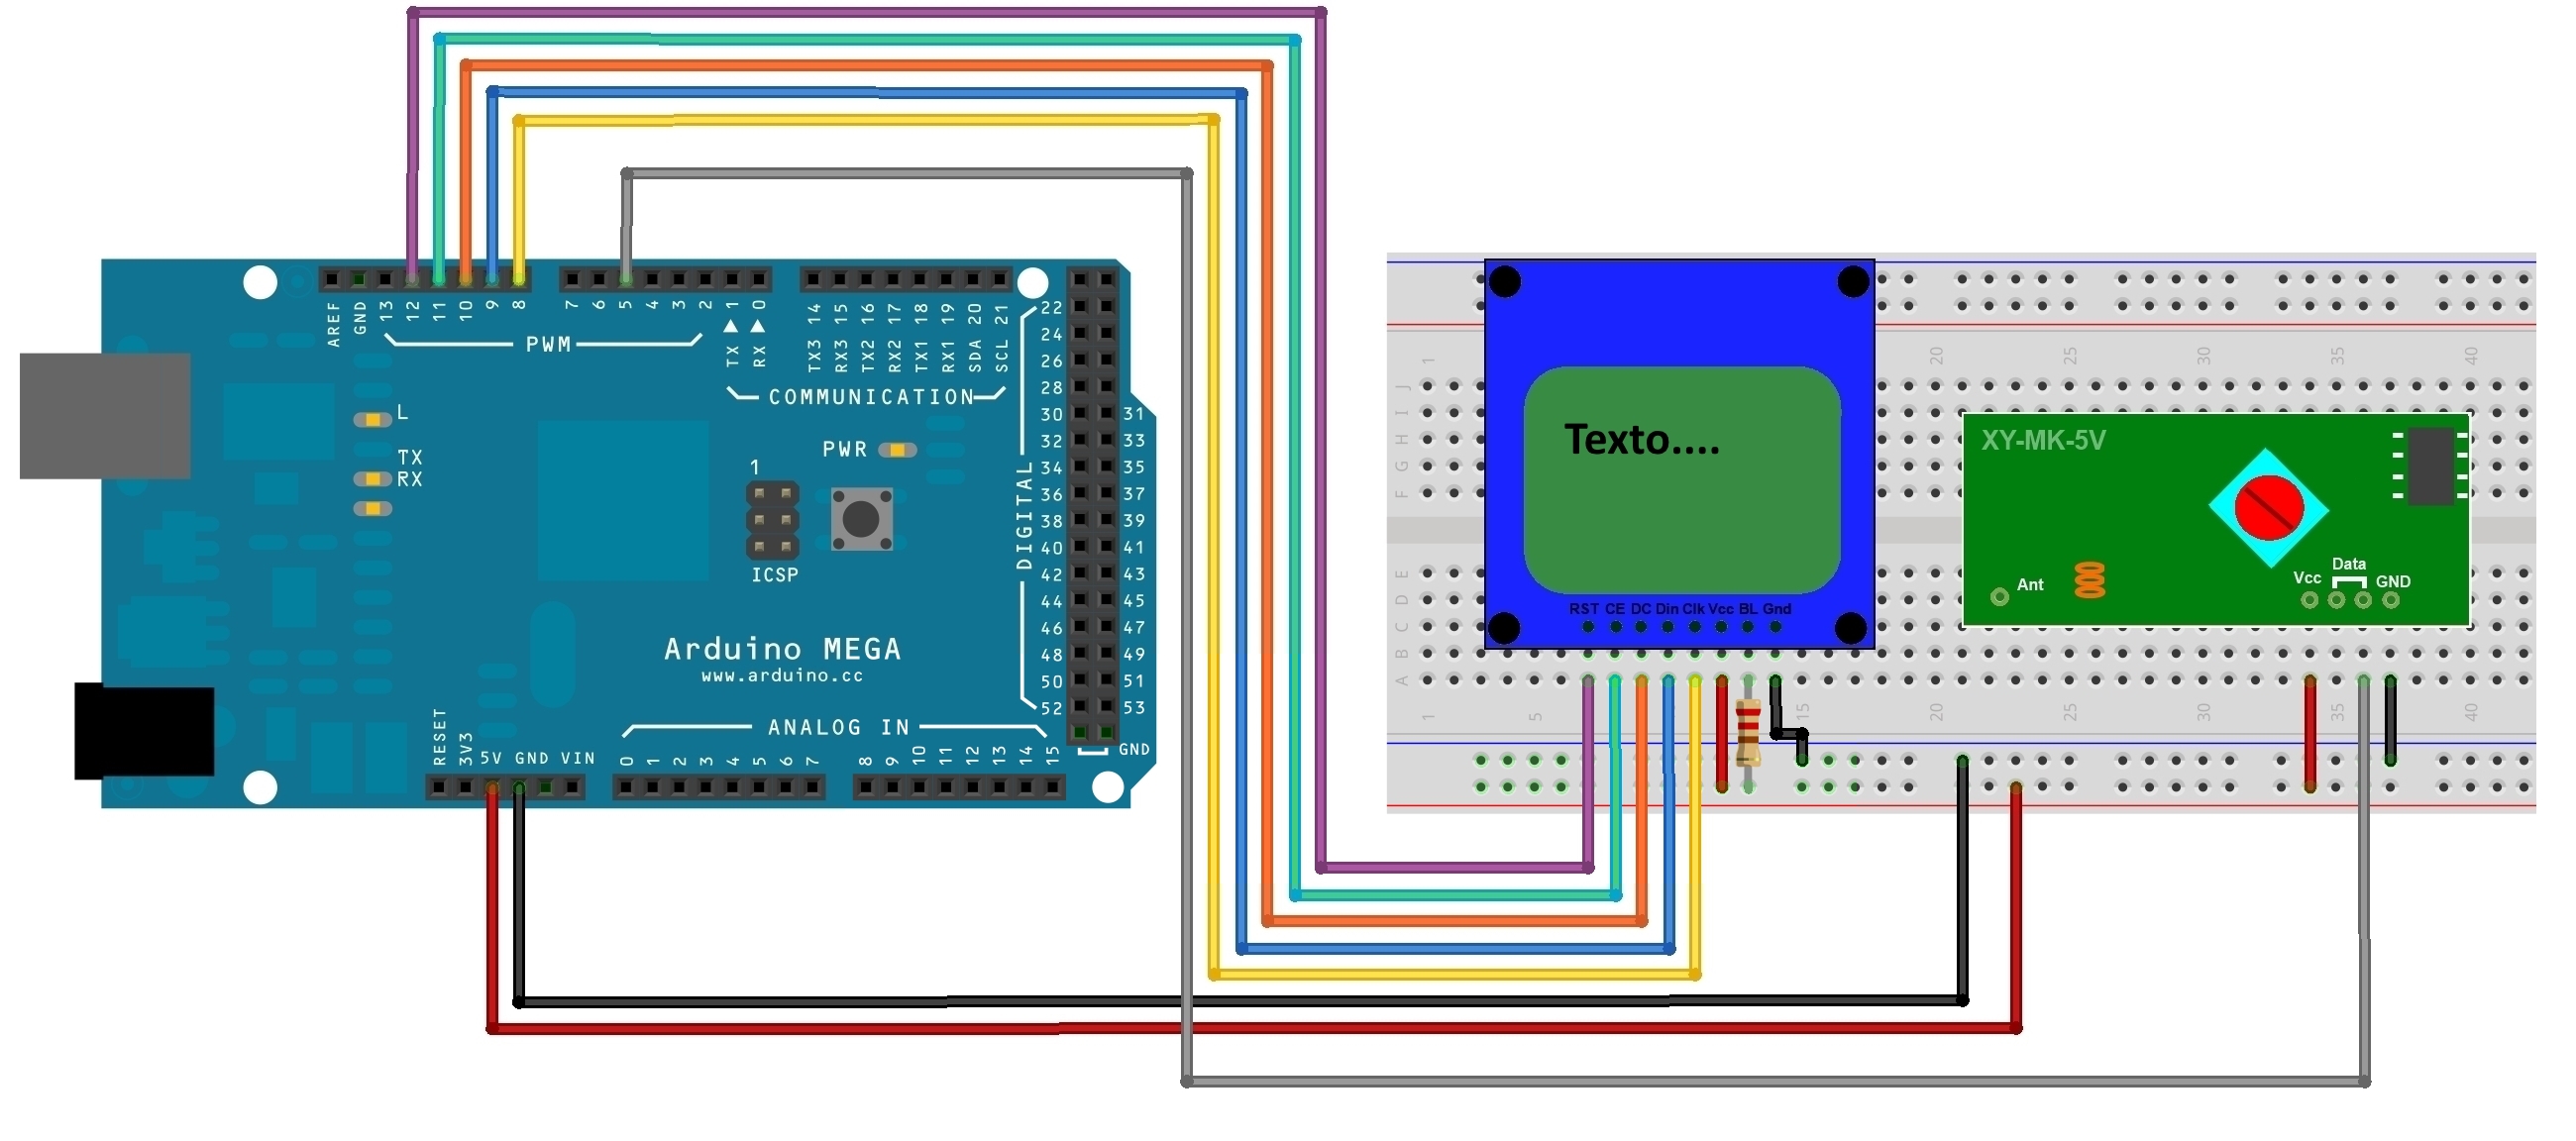 AREF
GND
13
12
11
10
9
8
7
6
5
4
3
2
1
0
TX3 14
RX3 15
TX2 16
RX2 17
TX1 18
RX1 19
SDA 20
SCL 21
PWM
TX
RX
COMMUNICATION
L
TX
RX
PWR
1
ICSP
DIGITAL
22
24
26
28
30 31
32 33
34 35
36 37
38 39
40 41
42 43
44 45
46 47
48 49
50 51
52 53
GND
Arduino MEGA
www.arduino.cc
ANALOG IN
RESET
3V3
5V GND VIN
0
1
2
3
4
5
6
7
8
9
10
11
12
13
14
15
1
20
25
30
35
40
J
I
H
G
F
E
D
C
B
A
Texto....
RST CE DC Din Clk Vcc BL Gnd
XY-MK-5V
Ant
Data
Vcc GND
1
5
15
20
25
30
35
40